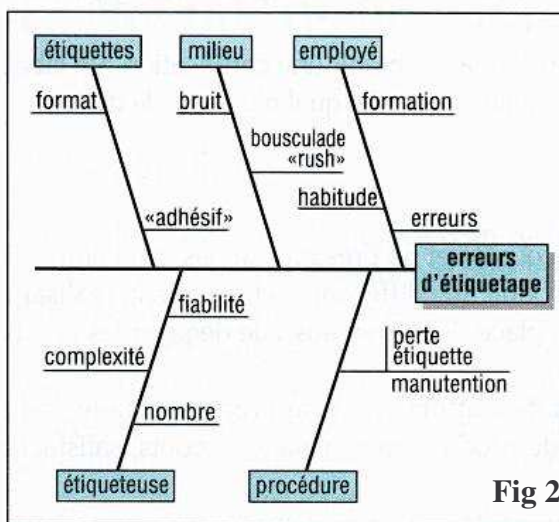 étiquettes
milieu
employé
format
bruit
formation
bousculade
«rush»
habitude
«adhésif»
erreurs
erreurs
d'étiquetage
fiabilité
perte
étiquette
complexité
manutention
nombre
étiqueteuse
procédure
Fig 2